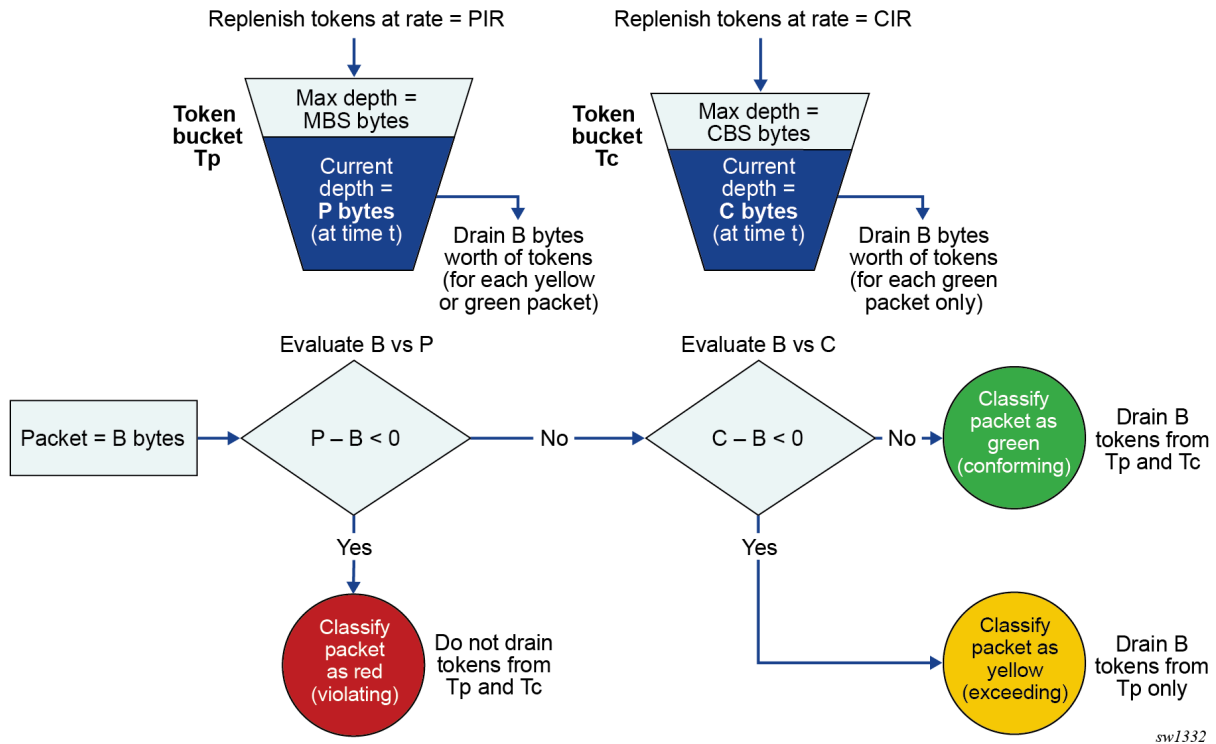 Replenish tokens at rate = PIR
Replenish tokens at rate = CIR
Token
bucket
Tp
Max depth =
MBS bytes
Current
depth =
P bytes
(at time t)
Drain B bytes
worth of tokens
(for each yellow
or green packet)
Token
bucket
Tc
Max depth =
CBS bytes
Current
depth =
C bytes
(at time t)
Drain B bytes
worth of tokens
(for each green
packet only)
Evaluate B vs P
Evaluate B vs C
Packet = B bytes
P – B < 0
No
C – B < 0
No
Classify
packet as
green
(conforming)
Drain B
tokens from
Tp and Tc
Yes
Yes
Classify
packet
as red
(violating)
Do not drain
tokens from
Tp and Tc
Classify
packet as
yellow
(exceeding)
Drain B
tokens from
Tp only
sw1332